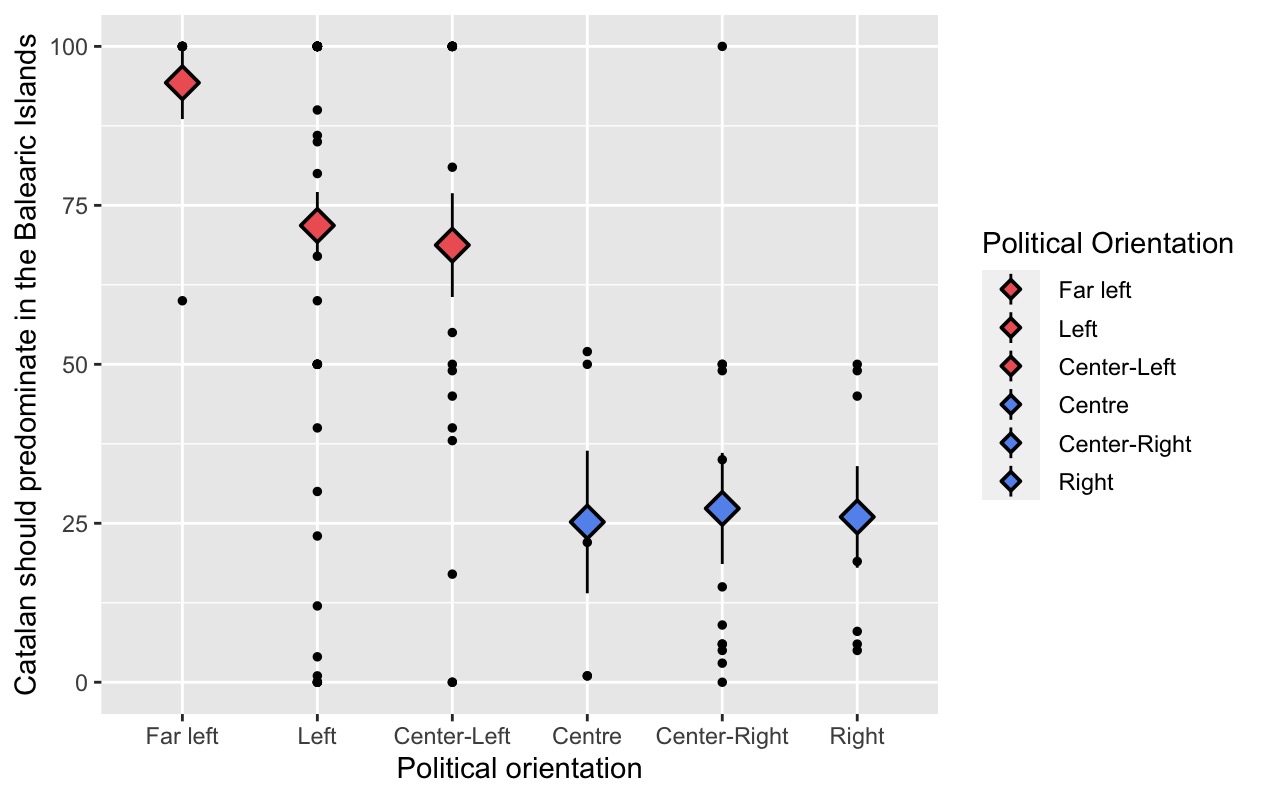 Catalan should predominate in the Balearic Islands
100
75
50
25
0
Far left
Left
Center-Left
Centre
Center-Right
Right
Political orientation
Political Orientation
Far left
Left
Center-Left
Centre
Center-Right
Right